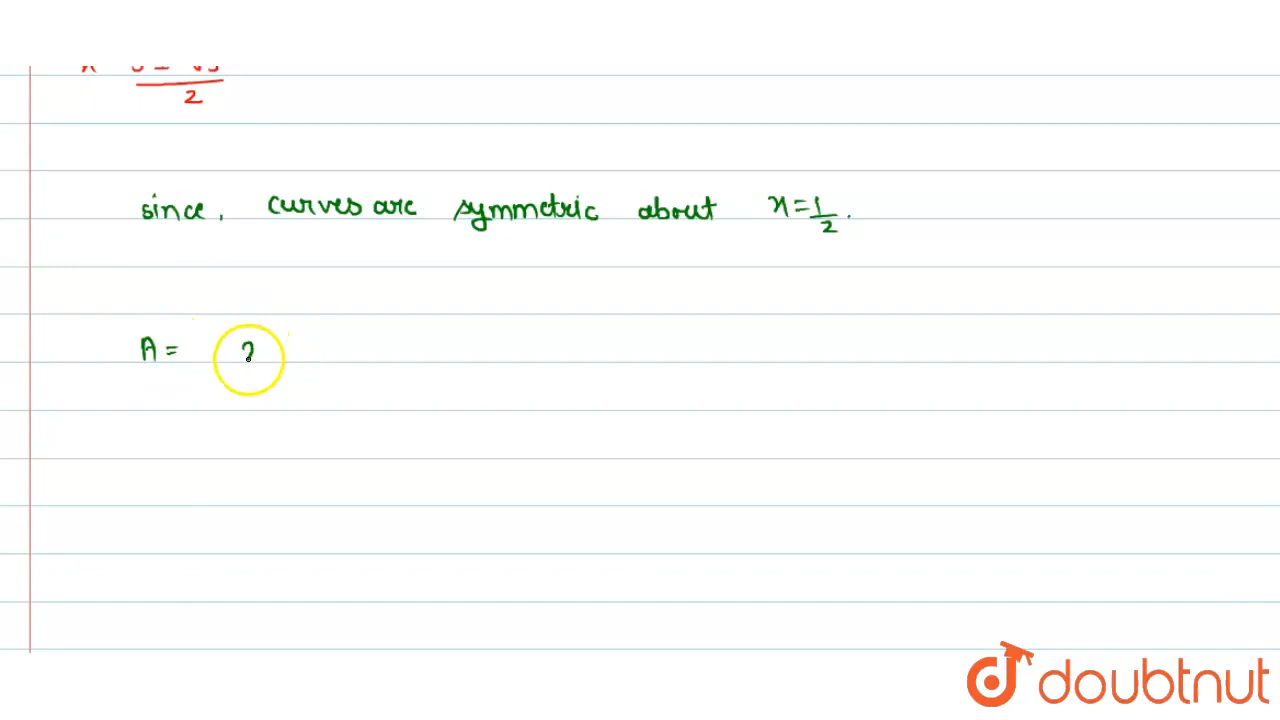 2
since, curves are symmetric about x=1/2.
A = 2
doubtnut